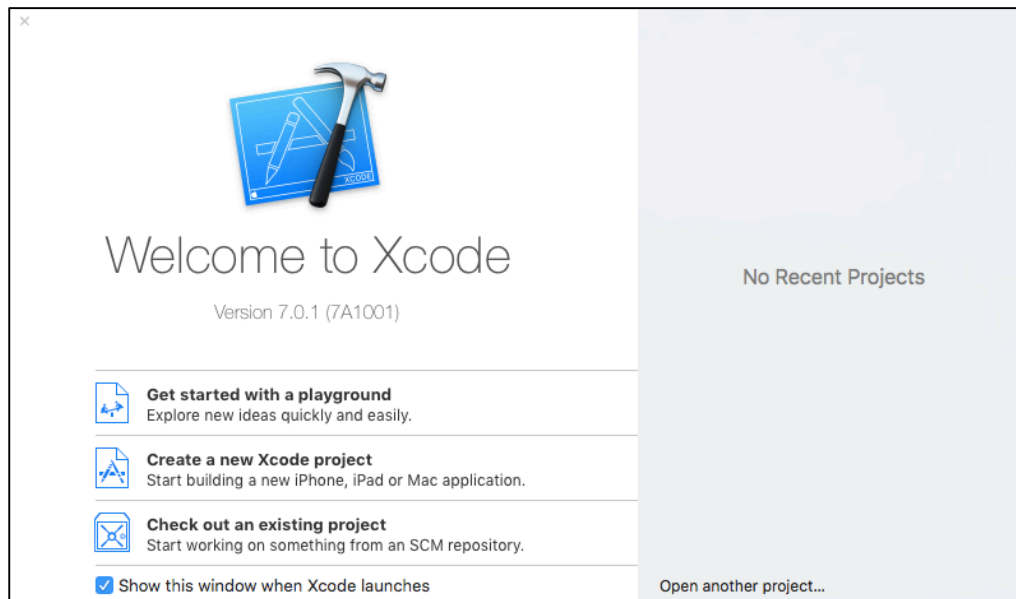 XCODE
Welcome to Xcode
Version 7.0.1 (7A1001)
No Recent Projects
Get started with a playground
Explore new ideas quickly and easily.
Create a new Xcode project
Start building a new iPhone, iPad or Mac application.
Check out an existing project
Start working on something from an SCM repository.
Show this window when Xcode launches
Open another project...